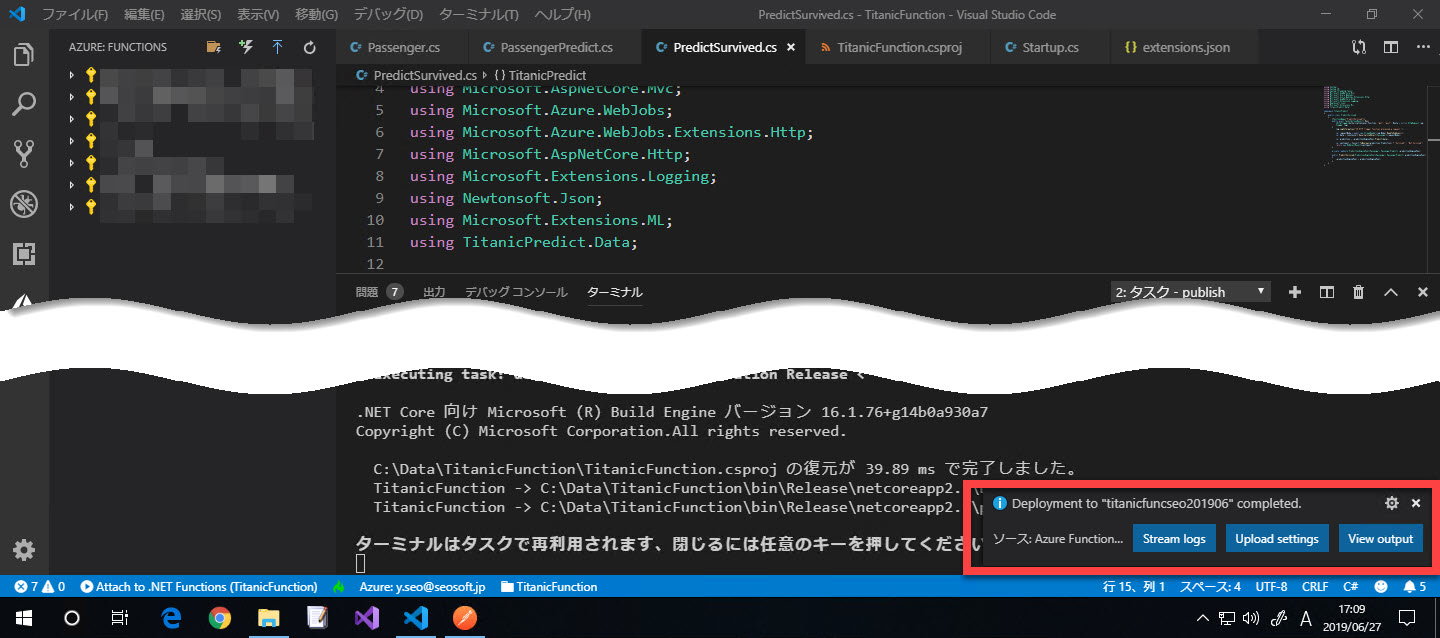 ファイル(F) 編集(E) 選択(S) 表示(V) 移動(G) デバッグ(D) ターミナル(T) ヘルプ(H) PredictSurvived.cs - TitanicFunction - Visual Studio Code
AZURE: FUNCTIONS
Passenger.cs PassengerPredict.cs PredictSurvived.cs TitanicFunction.csproj Startup.cs extensions.json
PredictSurvived.cs {} TitanicPredict
4 using Microsoft.AspNetCore.Mvc;
5 using Microsoft.Azure.WebJobs;
6 using Microsoft.Azure.WebJobs.Extensions.Http;
7 using Microsoft.AspNetCore.Http;
8 using Microsoft.Extensions.Logging;
9 using Newtonsoft.Json;
10 using Microsoft.Extensions.ML;
11 using TitanicPredict.Data;
12
問題 7 出力 デバッグ コンソール ターミナル 2: タスク - publish
Executing task: Release <
.NET Core 向け Microsoft (R) Build Engine バージョン 16.1.76+g14b0a930a7
Copyright (C) Microsoft Corporation.All rights reserved.
C:\Data\TitanicFunction\TitanicFunction.csproj の復元が 39.89 ms で完了しました。
TitanicFunction -> C:\Data\TitanicFunction\bin\Release\netcoreapp2.
TitanicFunction -> C:\Data\TitanicFunction\bin\Release\netcoreapp2.
ターミナルはタスクで再利用されます、閉じるには任意のキーを押してください
Deployment to "titanicfuncseo201906" completed.
ソース: Azure Function... Stream logs Upload settings View output
7 0 Attach to .NET Functions (TitanicFunction) Azure: y.seo@seosoft.jp TitanicFunction 行 15、列 1 スペース: 4 UTF-8 CRLF C# 5
A 17:09
2019/06/27